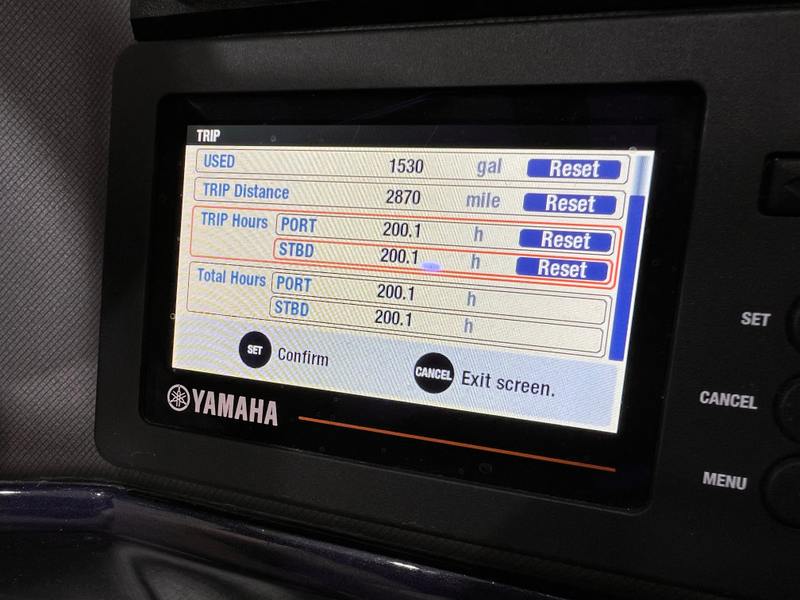 TRIP
USED 1530 gal Reset
TRIP Distance 2870 mile Reset
TRIP Hours PORT 200.1 h Reset
STBD 200.1 h Reset
Total Hours PORT 200.1 h
STBD 200.1 h
SET Confirm CANCEL Exit screen.
YAMAHA
SET
CANCEL
MENU